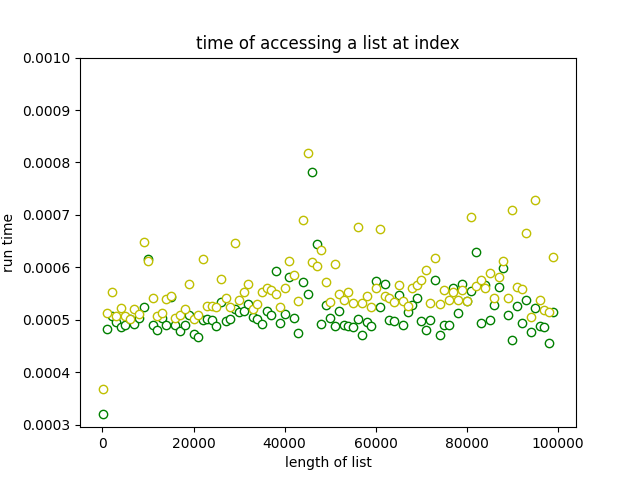 time of accessing a list at index
0.0010
0.0009
0.0008
0.0007
0.0006
0.0005
0.0004
0.0003
run time
0 20000 40000 60000 80000 100000
length of list